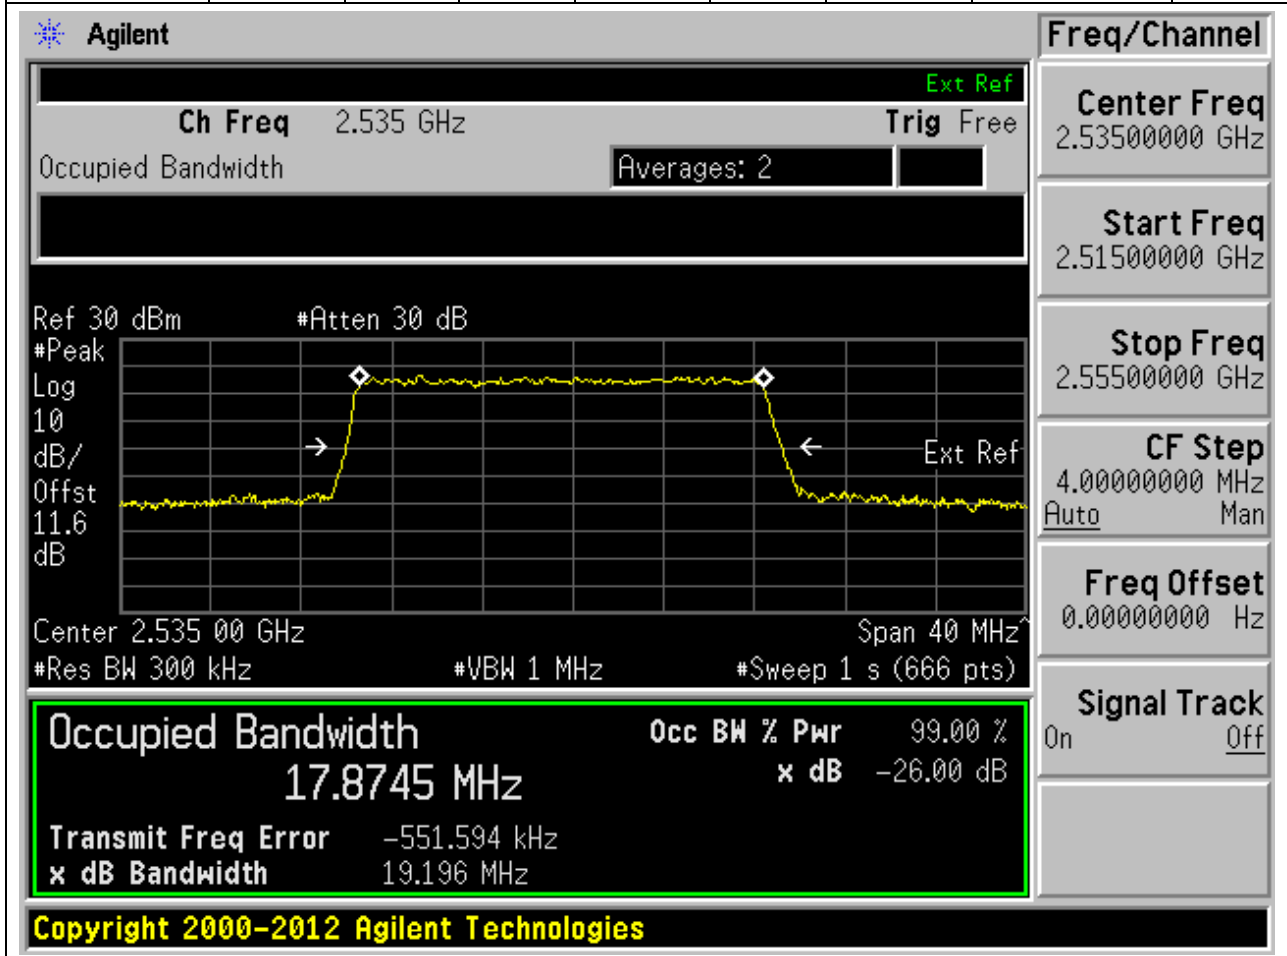 Agilent
Freq/Channel
Ext Ref
Ch Freq 2.535 GHz Trig Free
Occupied Bandwidth Averages: 2
Center Freq
2.53500000 GHz
Start Freq
2.51500000 GHz
Stop Freq
2.55500000 GHz
CF Step
4.00000000 MHz
Auto Man
Freq Offset
0.00000000 Hz
Signal Track
On Off
Ref 30 dBm #Atten 30 dB
#Peak
Log
10
dB/
Offst
11.6
dB
Ext Ref
Center 2.535 00 GHz Span 40 MHz^
#Res BW 300 kHz #VBW 1 MHz #Sweep 1 s (666 pts)
Occupied Bandwidth Occ BW % Pwr 99.00 %
17.8745 MHz x dB -26.00 dB
Transmit Freq Error -551.594 kHz
x dB Bandwidth 19.196 MHz
Copyright 2000-2012 Agilent Technologies